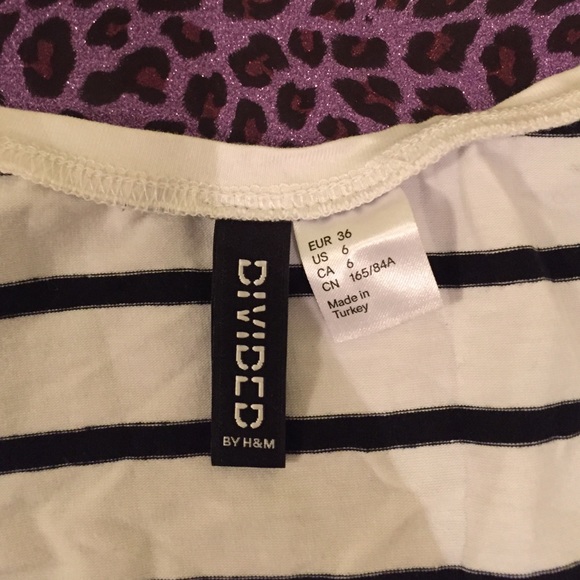 DIVIDED
BY H&M
EUR 36
US 6
CA 6
CN 165/84A
Made in
Turkey